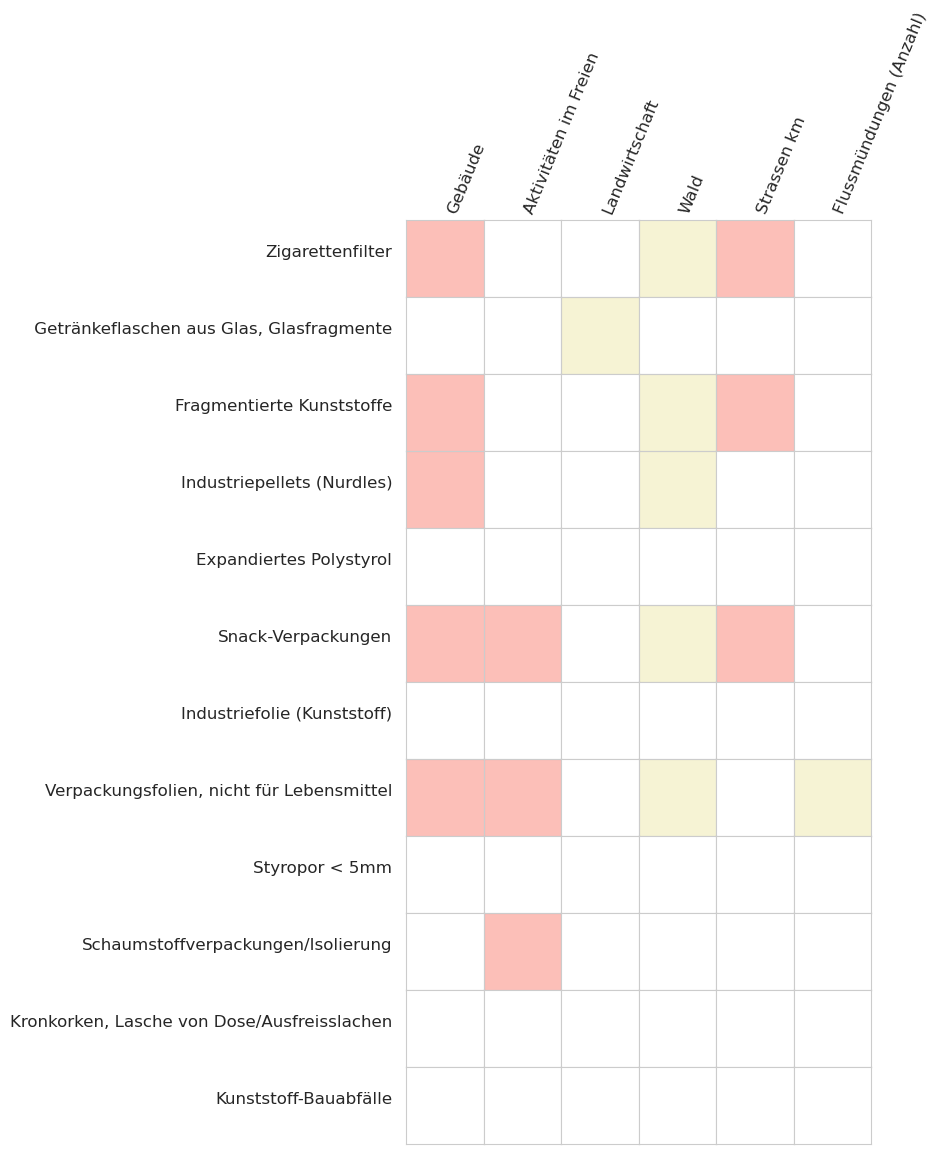 Gebäude
Aktivitäten im Freien
Landwirtschaft
Wald
Strassen km
Flussmündungen (Anzahl)
Zigarettenfilter
Getränkeflaschen aus Glas, Glasfragmente
Fragmentierte Kunststoffe
Industriepellets (Nurdles)
Expandiertes Polystyrol
Snack-Verpackungen
Industriefolie (Kunststoff)
Verpackungsfolien, nicht für Lebensmittel
Styropor < 5mm
Schaumstoffverpackungen/Isolierung
Kronkorken, Lasche von Dose/Ausfreisslachen
Kunststoff-Bauabfälle